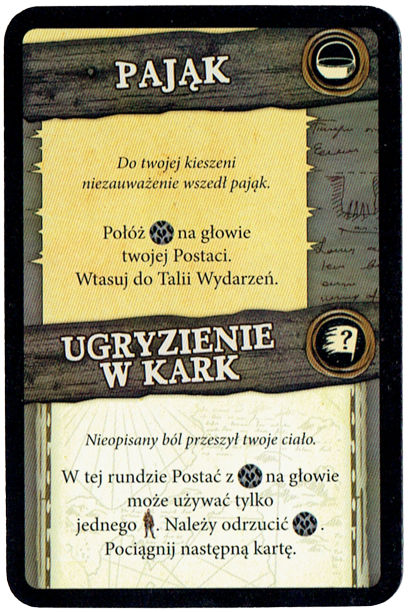 PAJĄK
Do twojej kieszeni
niezauważenie wszedł pająk.
Połóż na głowie
twojej Postaci.
Wtasuj do Talii Wydarzeń.
UGRYZIENIE
W KARK
?
Nieopisany ból przeszył twoje ciało.
W tej rundzie Postać z na głowie
może używać tylko
jednego . Należy odrzucić .
Pociągnij następną kartę.